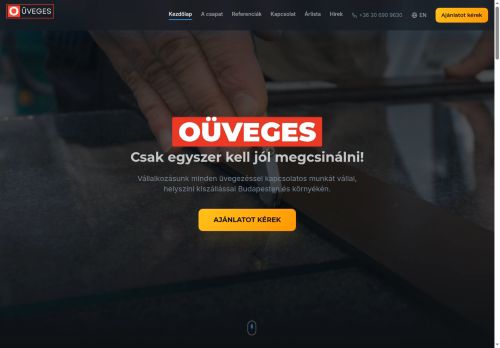 O ÜVEGES
Kezdőlap A csapat Referenciák Kapcsolat Árlista Hírek +36 20 690 9630 EN Ajánlatot kérek
OÜVEGES
Csak egyszer kell jól megcsinálni!
Vállalkozásunk minden üvegezéssel kapcsolatos munkát vállal,
helyszíni kiszállással Budapesten és környékén.
AJÁNLATOT KÉREK